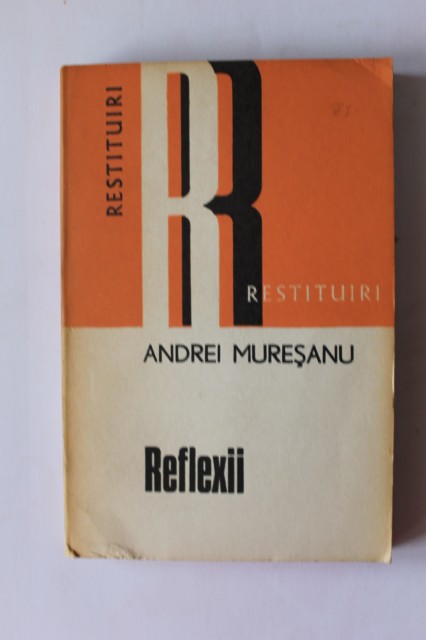 RESTITUIRI
R
RESTITUIRI
ANDREI MUREȘANU
Reflexii